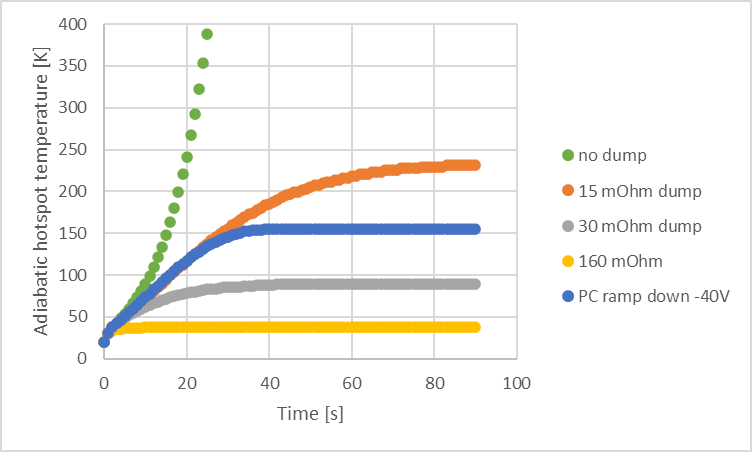 Adiabatic hotspot temperature [K]
400
350
300
250
200
150
100
50
0
0 20 40 60 80 100
Time [s]
no dump
15 mOhm dump
30 mOhm dump
160 mOhm
PC ramp down -40V